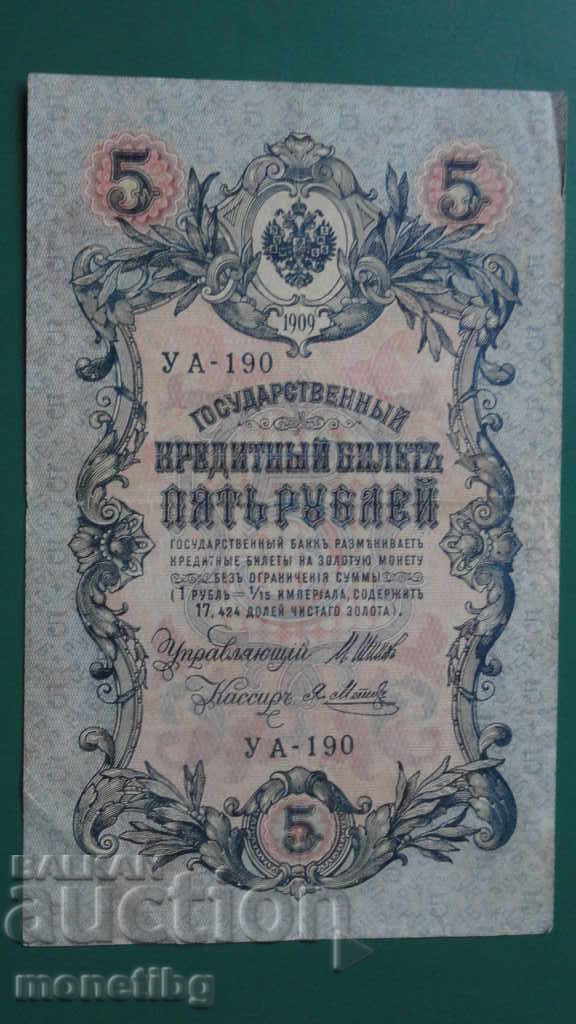 5 5
1909
УА-190
ГОСУДАРСТВЕННЫЙ
КРЕДИТНЫЙ БИЛЕТЪ
ПЯТЬ РУБЛЕЙ
ГОСУДАРСТВЕННЫЙ БАНКЪ РАЗМѢНИВАЕТЪ
КРЕДИТНЫЕ БИЛЕТЫ НА ЗОЛОТУЮ МОНЕТУ
БЕЗЪ ОГРАНИЧЕНІЯ СУММЫ
(1 РУБЛЬ = 1/15 ИМПЕРІАЛА, СОДЕРЖИТЪ
17,424 ДОЛЕЙ ЧИСТАГО ЗОЛОТА).
Управляющій
Кассиръ
УА-190
5
BALKAN
auction
monetibg